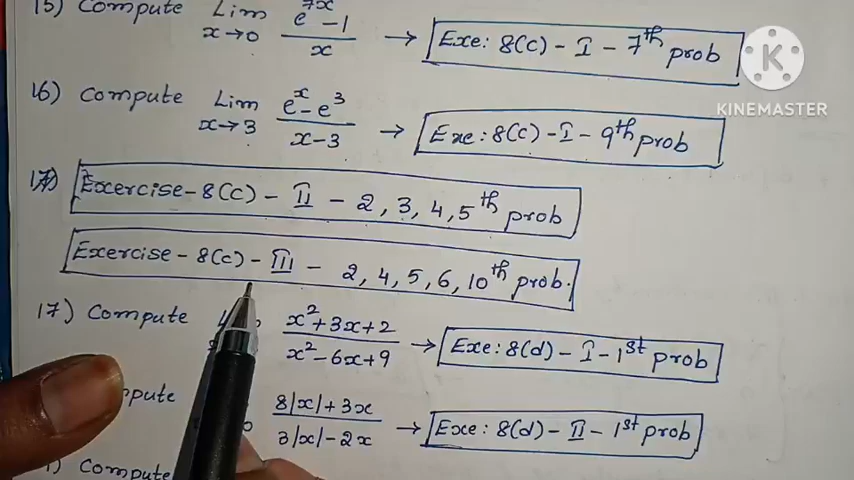 15) Compute Lim x→0 e^7x - 1 / x → Exe: 8(c) - I - 7th prob
16) Compute Lim x→3 e^x - e^3 / x-3 → Exe: 8(c) - I - 9th prob
KINEMASTER
17) Exercise - 8(c) - II - 2, 3, 4, 5th prob
Exercise - 8(c) - III - 2, 4, 5, 6, 10th prob.
17) Compute x²+3x+2 / x²-6x+9 → Exe: 8(d) - I - 1st prob
8|x|+3x / 3|x|-2x → Exe: 8(d) - II - 1st prob
) Compute